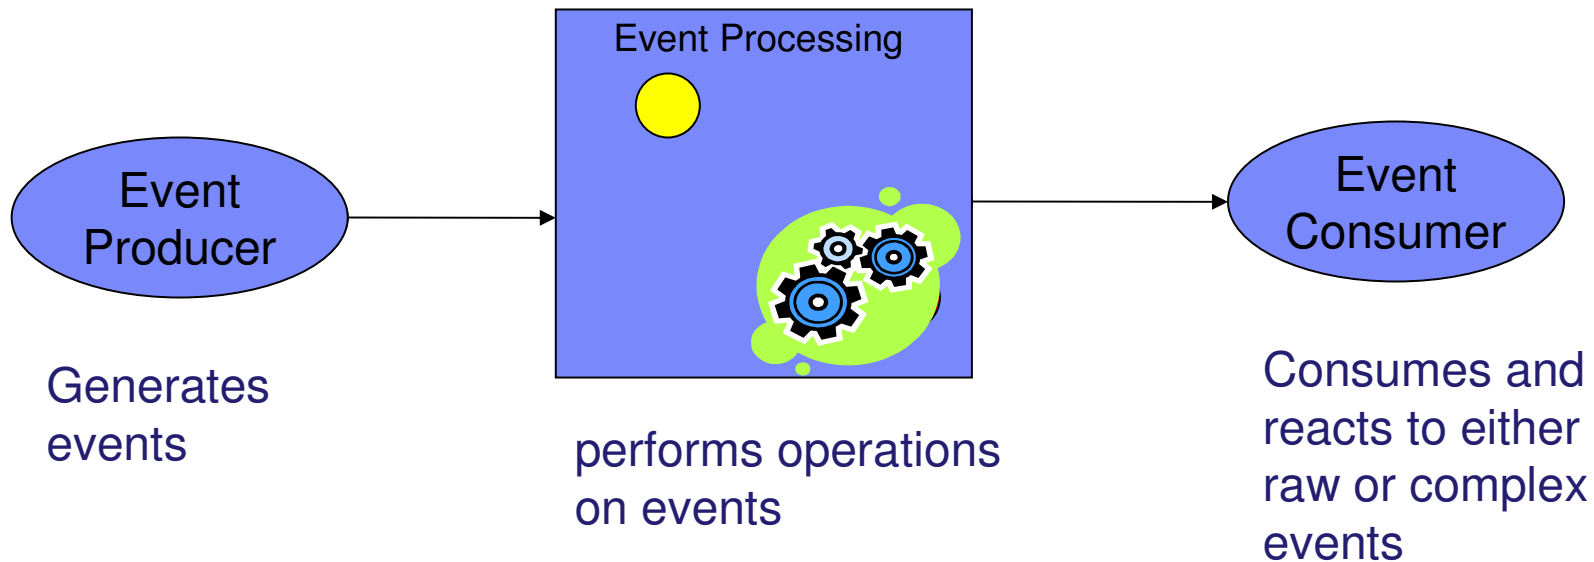 Event Processing
Event
Producer
Event
Consumer
Generates
events
performs operations
on events
Consumes and
reacts to either
raw or complex
events